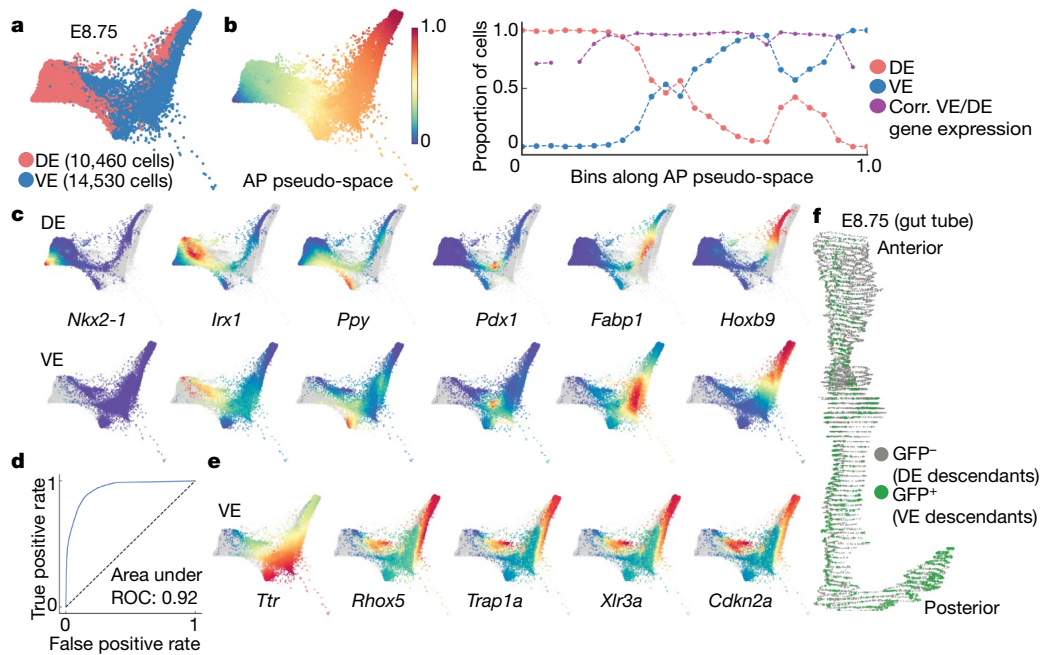 a
E8.75
DE (10,460 cells)
VE (14,530 cells)
b
1.0
0
AP pseudo-space
Proportion of cells
1.0
0.5
0
0
1.0
Bins along AP pseudo-space
DE
VE
Corr. VE/DE
gene expression
c
DE
Nkx2-1
Irx1
Ppy
Pdx1
Fabp1
Hoxb9
VE
d
True positive rate
1
0
0
1
False positive rate
Area under
ROC: 0.92
e
VE
Ttr
Rhox5
Trap1a
Xlr3a
Cdkn2a
f
E8.75 (gut tube)
Anterior
GFP⁻
(DE descendants)
GFP⁺
(VE descendants)
Posterior